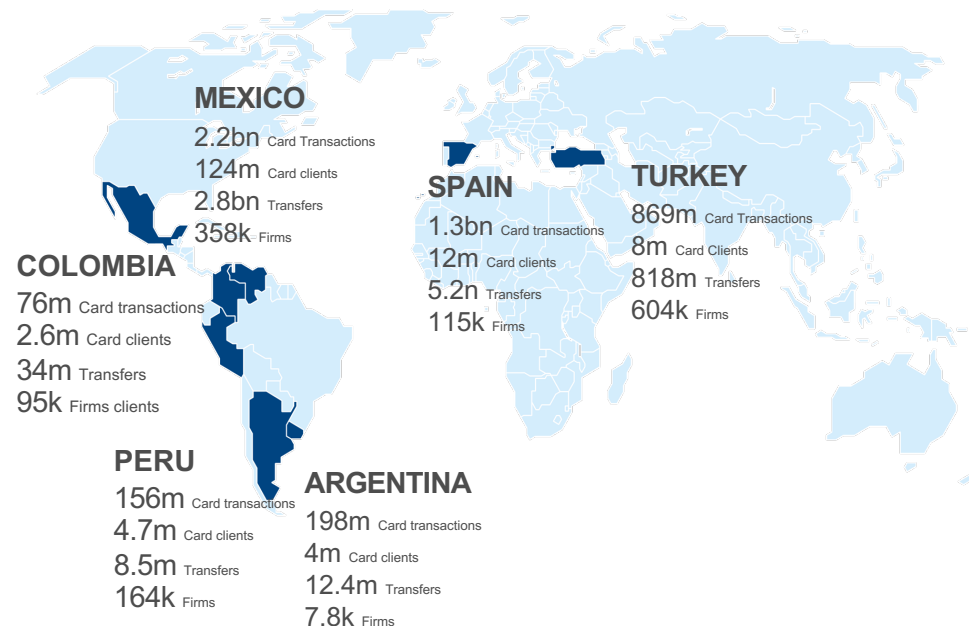 MEXICO
2.2bn Card Transactions
124m Card clients
2.8bn Transfers
358k Firms
SPAIN
1.3bn Card transactions
12m Card clients
5.2n Transfers
115k Firms
TURKEY
869m Card Transactions
8m Card Clients
818m Transfers
604k Firms
COLOMBIA
76m Card transactions
2.6m Card clients
34m Transfers
95k Firms clients
PERU
156m Card transactions
4.7m Card clients
8.5m Transfers
164k Firms
ARGENTINA
198m Card transactions
4m Card clients
12.4m Transfers
7.8k Firms